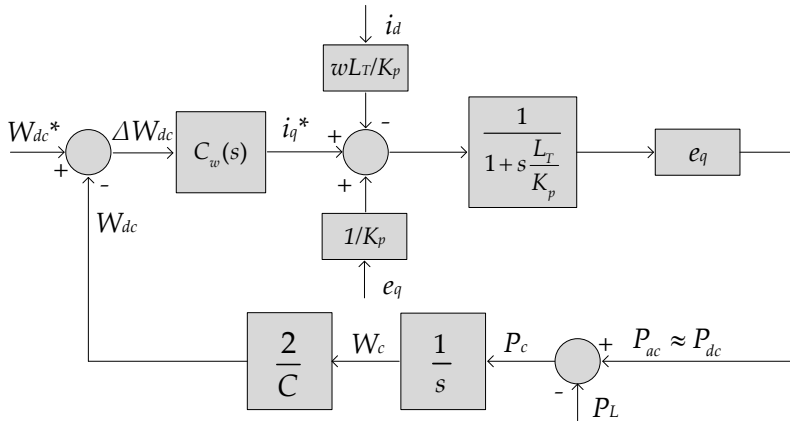 i_d
wL_T/K_p
W_dc* ΔW_dc i_q* + -
+ - C_w(s) + 1 / (1 + s L_T/K_p) e_q
W_dc
1/K_p
e_q
2/C W_c 1/s P_c + P_ac ≈ P_dc
-
P_L